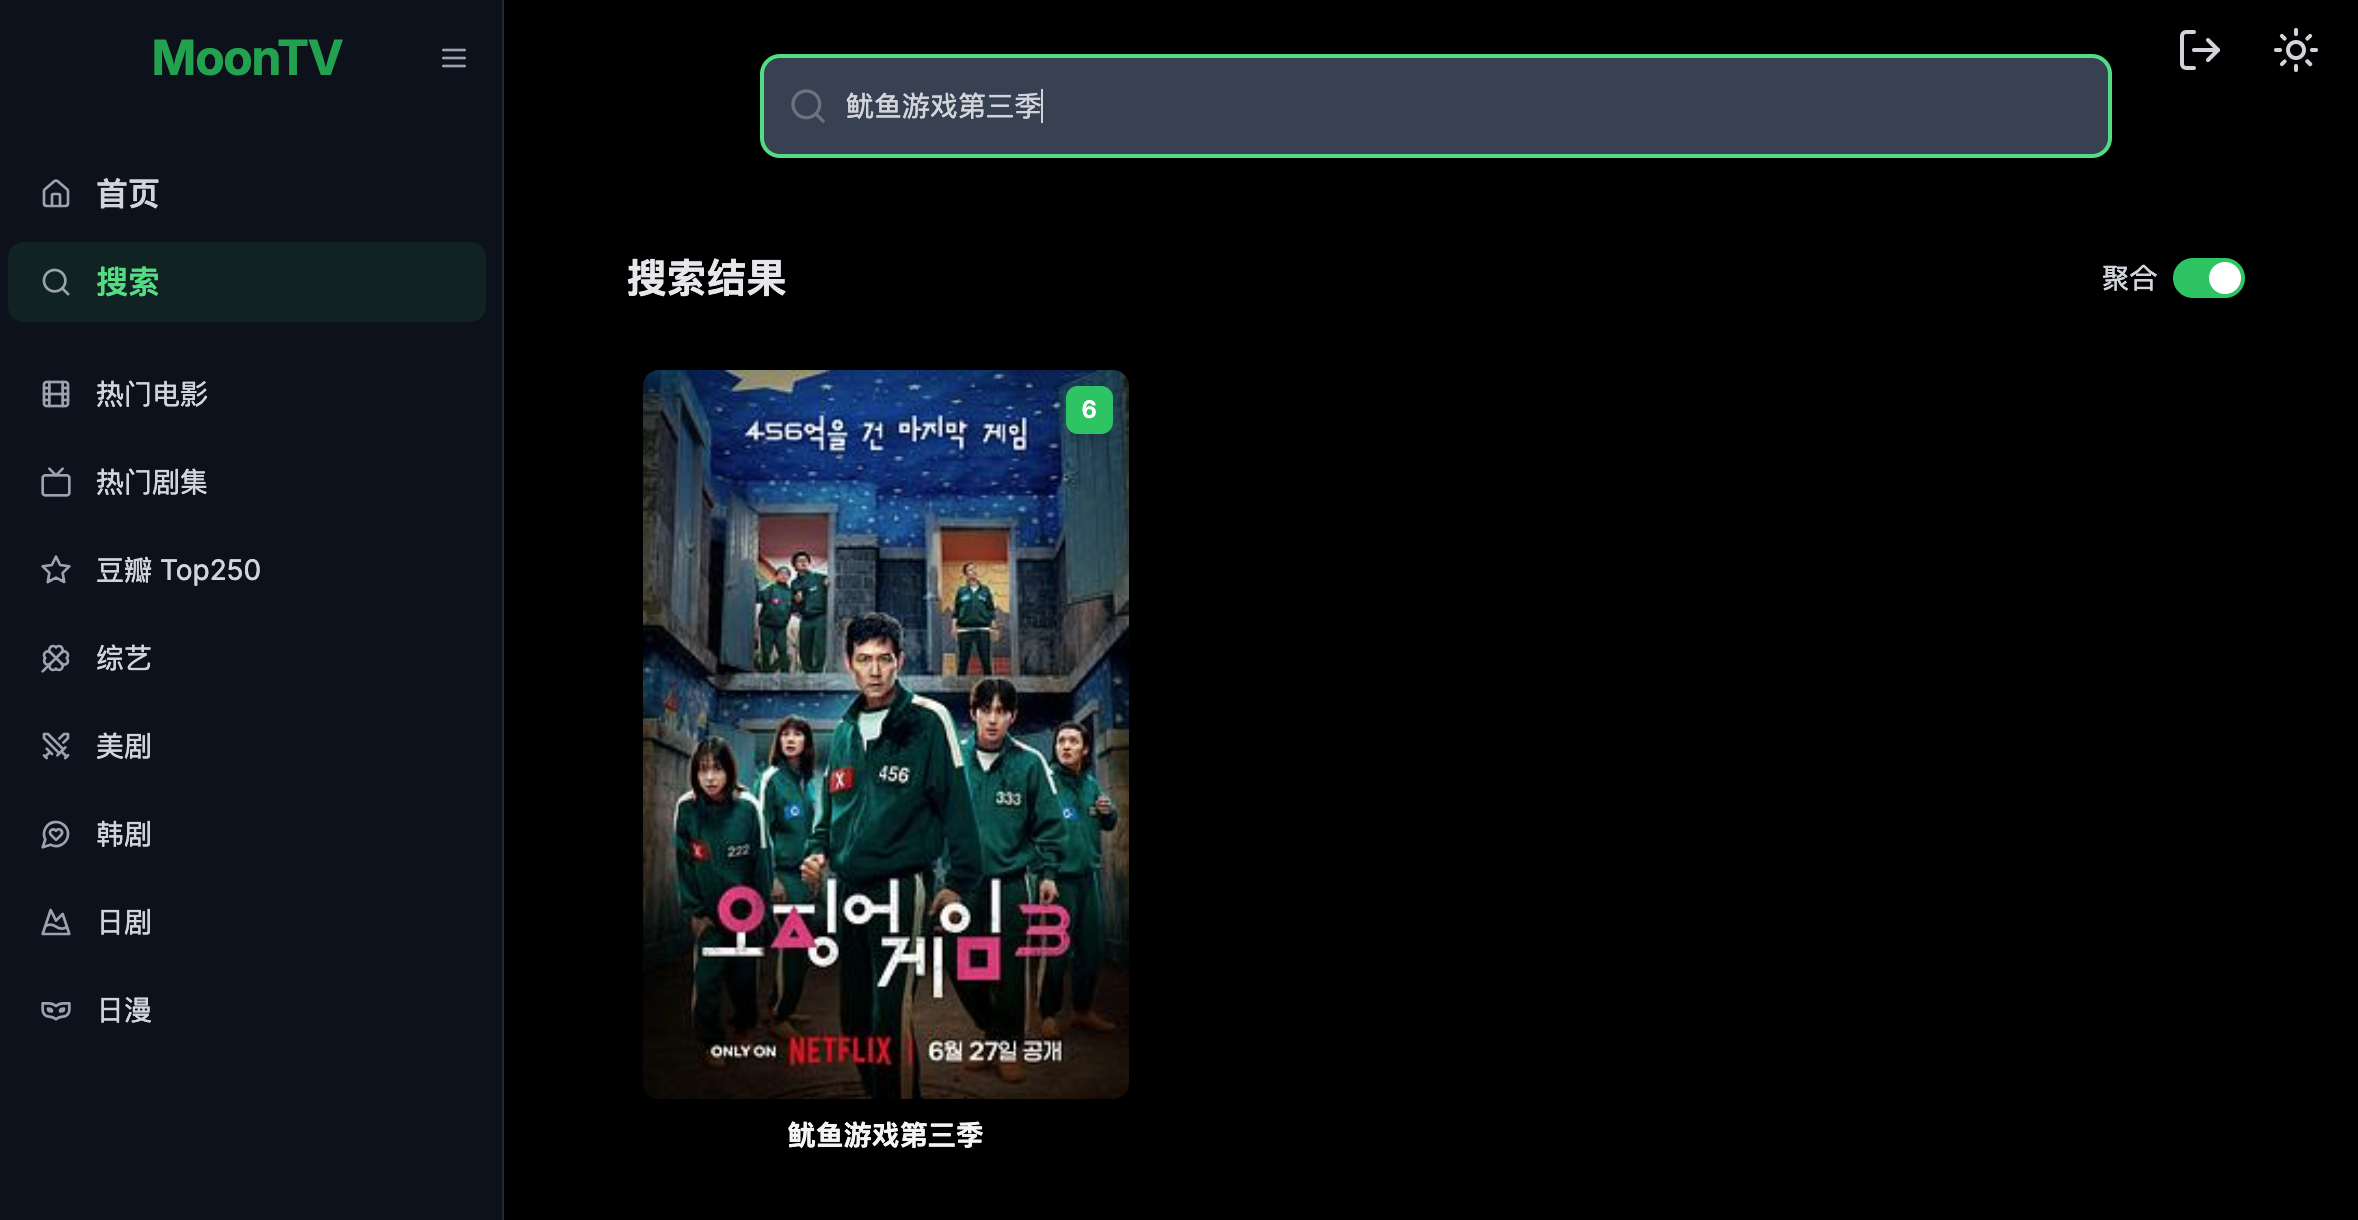 MoonTV
首页
搜索
热门电影
热门剧集
豆瓣 Top250
综艺
美剧
韩剧
日剧
日漫
鱿鱼游戏第三季
搜索结果
聚合
6
456억을 건 마지막 게임
456
333
222
오징어
게임 3
ONLY ON NETFLIX | 6월 27일 공개
鱿鱼游戏第三季